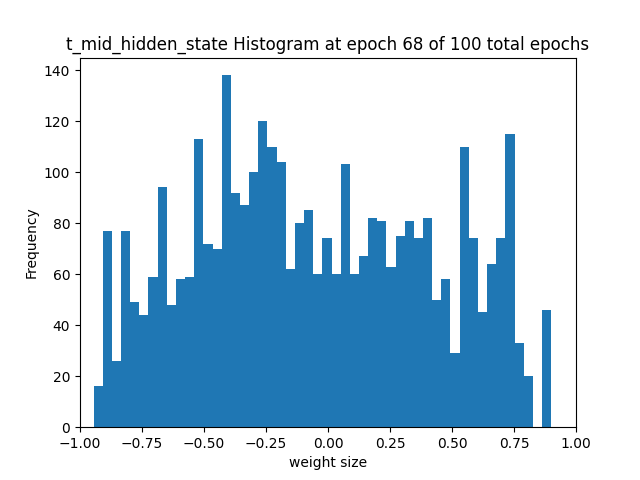 t_mid_hidden_state Histogram at epoch 68 of 100 total epochs
140
120
100
80
60
40
20
0
Frequency
−1.00 −0.75 −0.50 −0.25 0.00 0.25 0.50 0.75 1.00
weight size